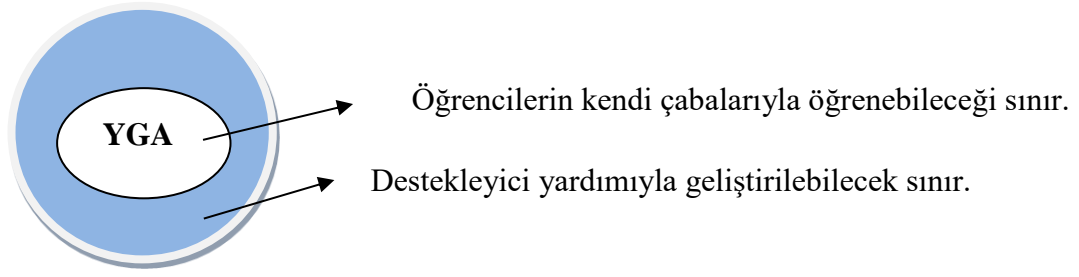 Öğrencilerin kendi çabalarıyla öğrenebileceği sınır.
YGA
Destekleyici yardımıyla geliştirilebilecek sınır.